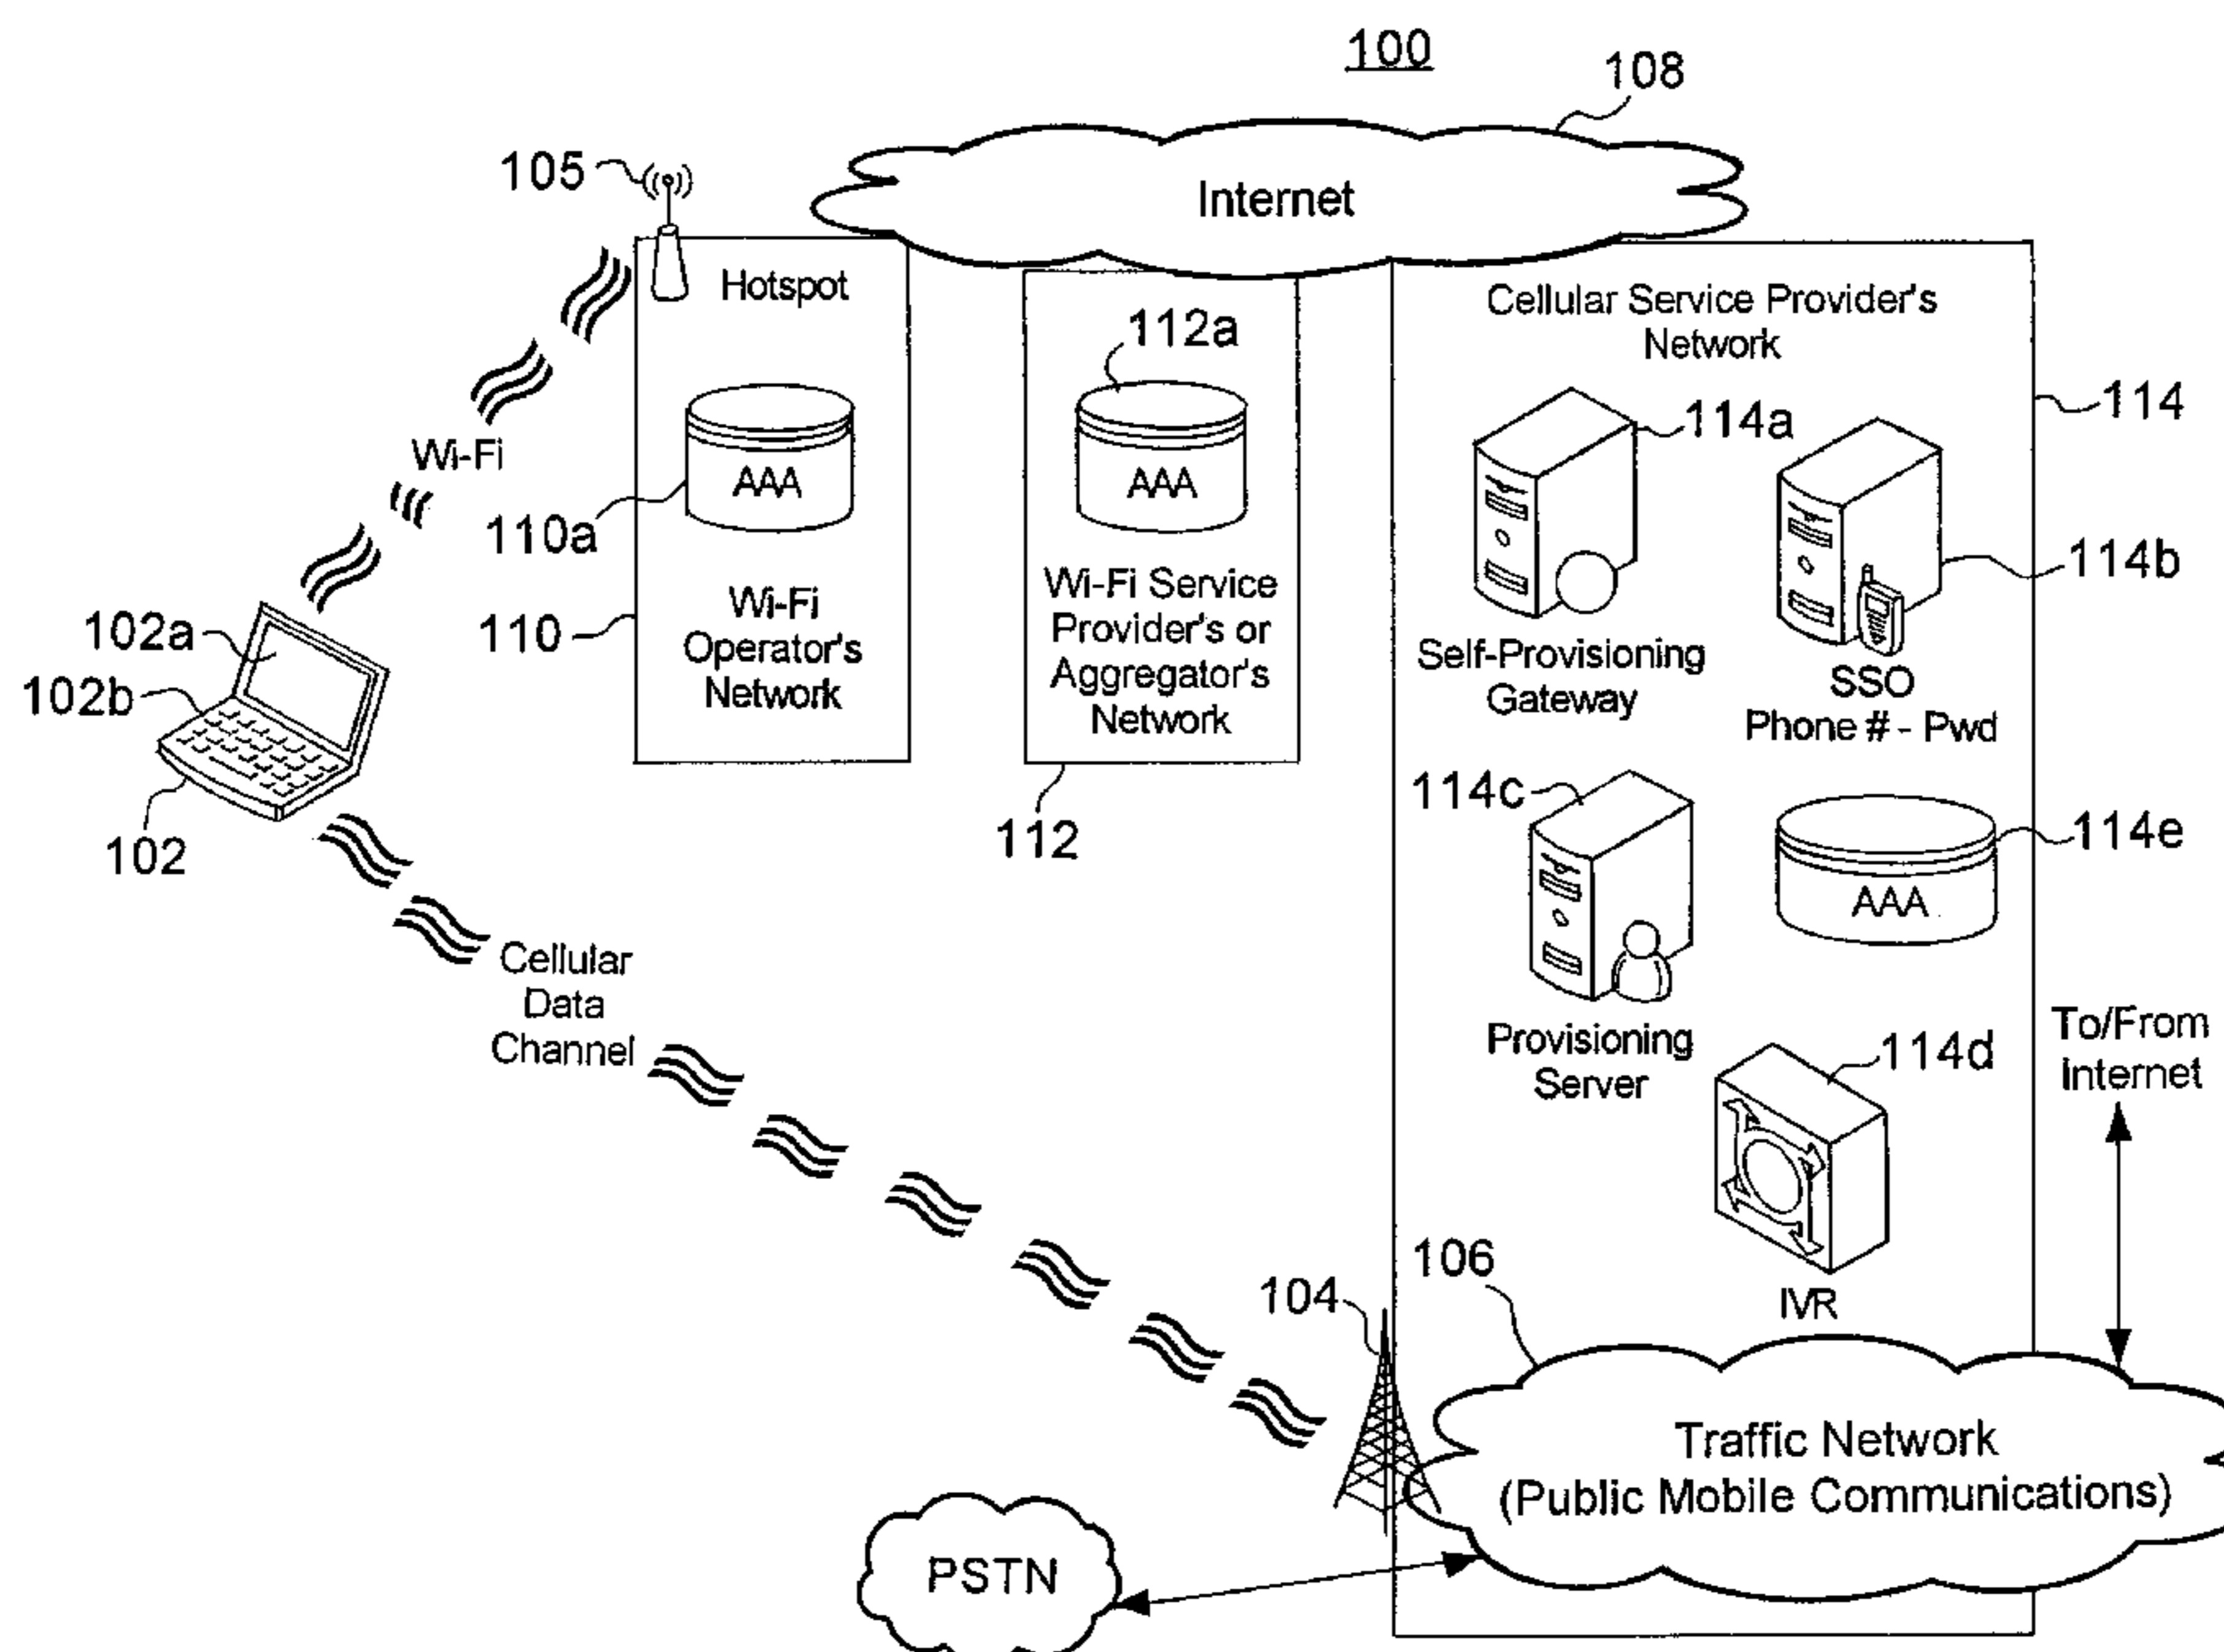 100
108
105
Internet
Hotspot
Cellular Service Provider's
Network
112a
114
114a
Wi-Fi
AAA
AAA
110a
114b
Wi-Fi
Operator's
Network
110
Wi-Fi Service
Provider's or
Aggregator's
Network
102a
102b
Self-Provisioning
Gateway
SSO
Phone # - Pwd
114c
112
102
114e
AAA
Cellular
Data
Channel
Provisioning
Server
114d
To/From
Internet
106
104
IVR
Traffic Network
(Public Mobile Communications)
PSTN